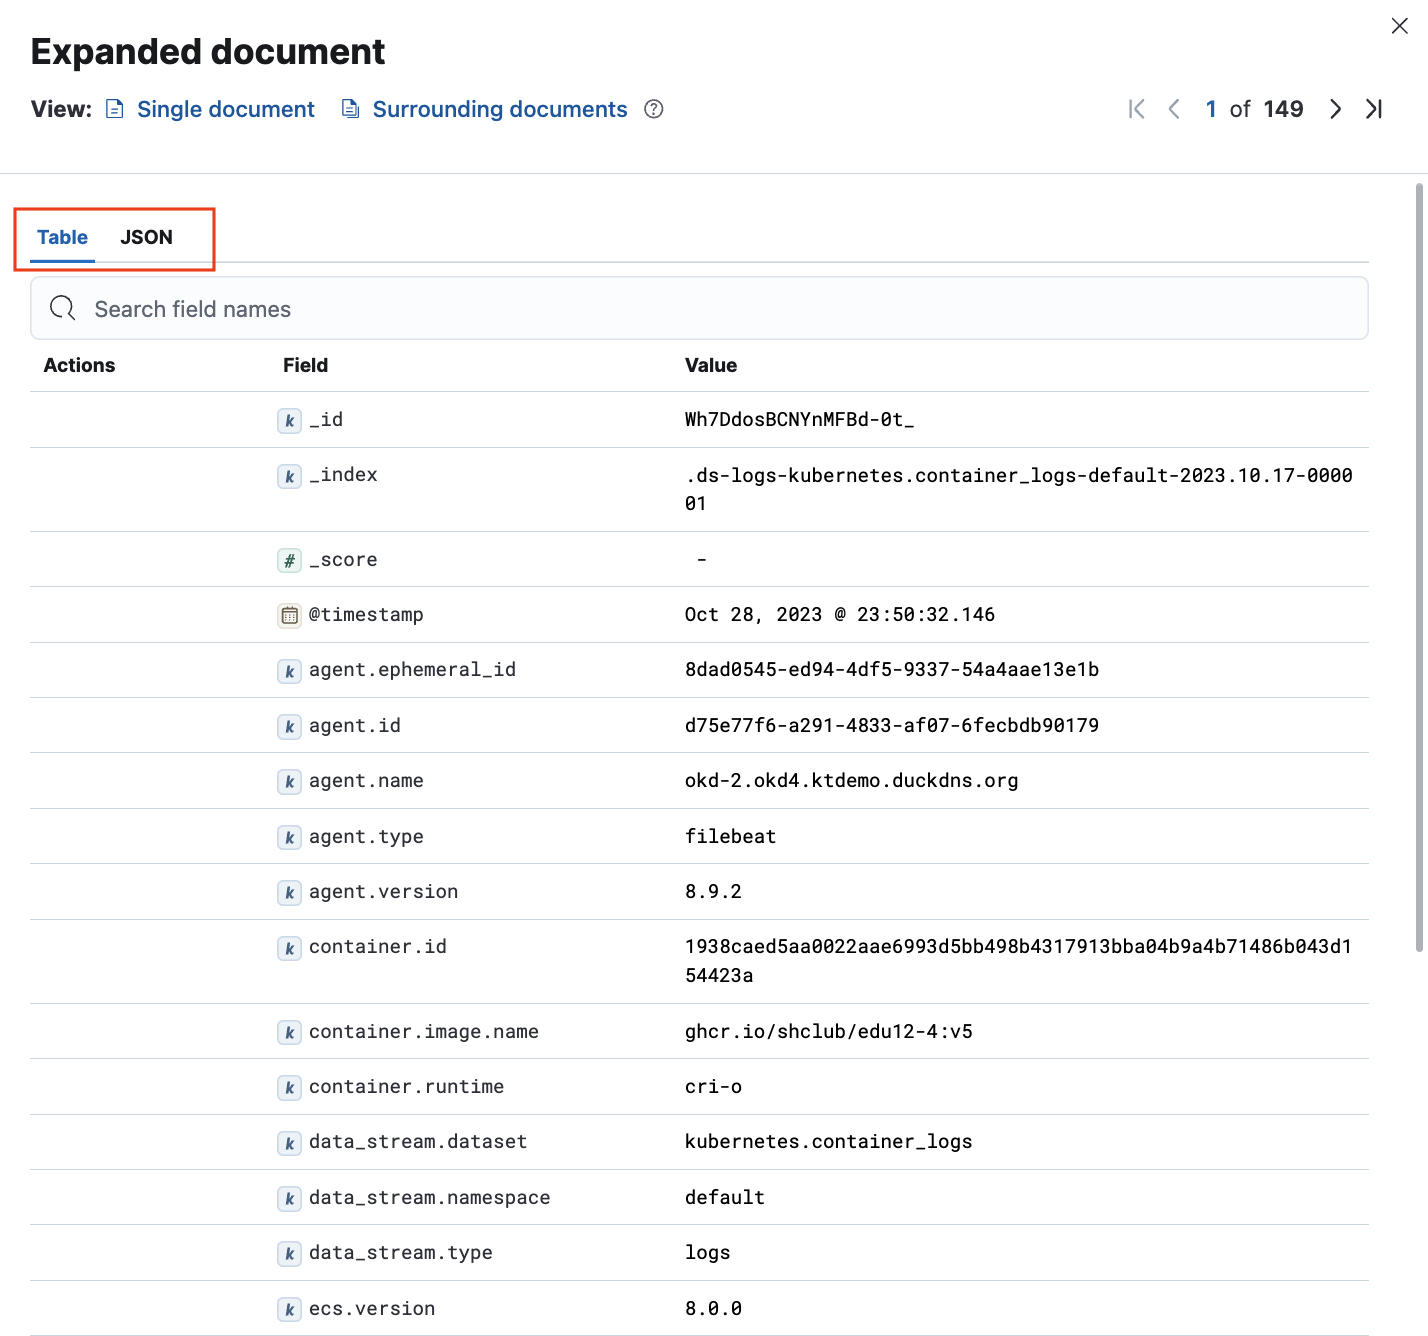 Expanded document
View: Single document Surrounding documents ?
1 of 149
Table JSON
Search field names
Actions Field Value
k _id Wh7DdosBCNYnMFBd-0t_
k _index .ds-logs-kubernetes.container_logs-default-2023.10.17-0000
01
# _score -
@timestamp Oct 28, 2023 @ 23:50:32.146
k agent.ephemeral_id 8dad0545-ed94-4df5-9337-54a4aae13e1b
k agent.id d75e77f6-a291-4833-af07-6fecbdb90179
k agent.name okd-2.okd4.ktdemo.duckdns.org
k agent.type filebeat
k agent.version 8.9.2
k container.id 1938caed5aa0022aae6993d5bb498b4317913bba04b9a4b71486b043d1
54423a
k container.image.name ghcr.io/shclub/edu12-4:v5
k container.runtime cri-o
k data_stream.dataset kubernetes.container_logs
k data_stream.namespace default
k data_stream.type logs
k ecs.version 8.0.0